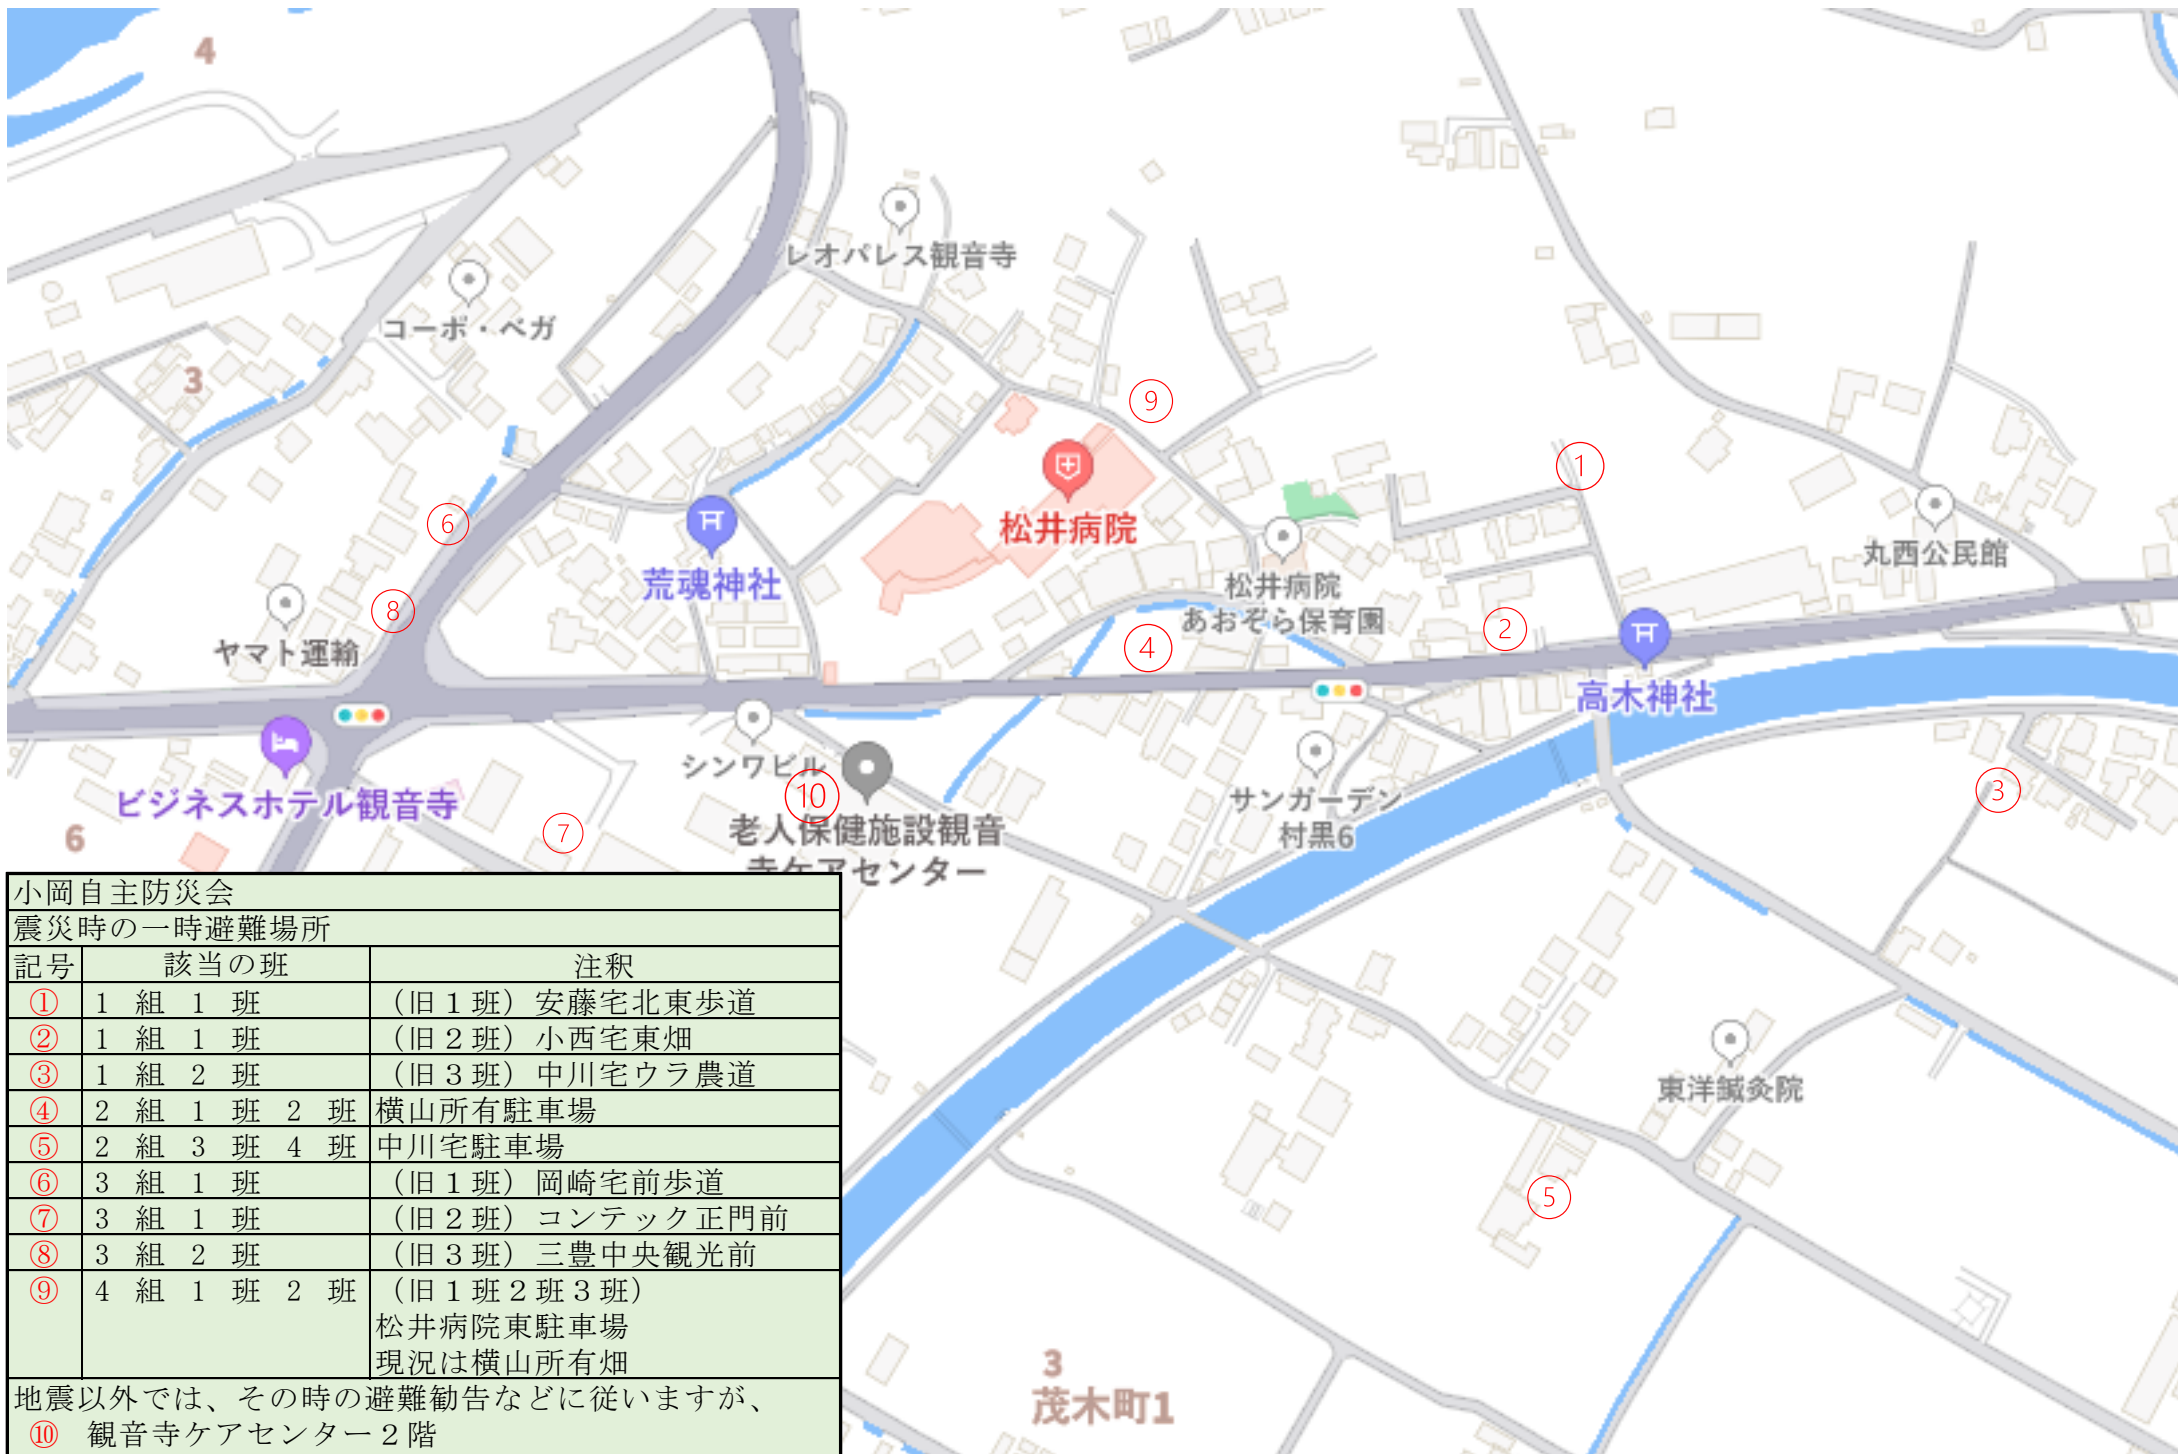 4
レオパレス観音寺
コーポ・ベガ
3
9
松井病院
1
6
荒魂神社
丸西公民館
松井病院
あおぞら保育園
8
ヤマト運輸
4
2
高木神社
シンワビル
ビジネスホテル観音寺
10
サンガーデン
村黒6
3
6
7
老人保健施設観音
寺ケアセンター
東洋鍼灸院
5
3
茂木町1
小岡自主防災会
震災時の一時避難場所
記号 該当の班 注釈
① 1組1班 （旧1班）安藤宅北東歩道
② 1組1班 （旧2班）小西宅東畑
③ 1組2班 （旧3班）中川宅ウラ農道
④ 2組1班2班 横山所有駐車場
⑤ 2組3班4班 中川宅駐車場
⑥ 3組1班 （旧1班）岡崎宅前歩道
⑦ 3組1班 （旧2班）コンテック正門前
⑧ 3組2班 （旧3班）三豊中央観光前
⑨ 4組1班2班 （旧1班2班3班）
松井病院東駐車場
現況は横山所有畑
地震以外では、その時の避難勧告などに従いますが、
⑩ 観音寺ケアセンター2階